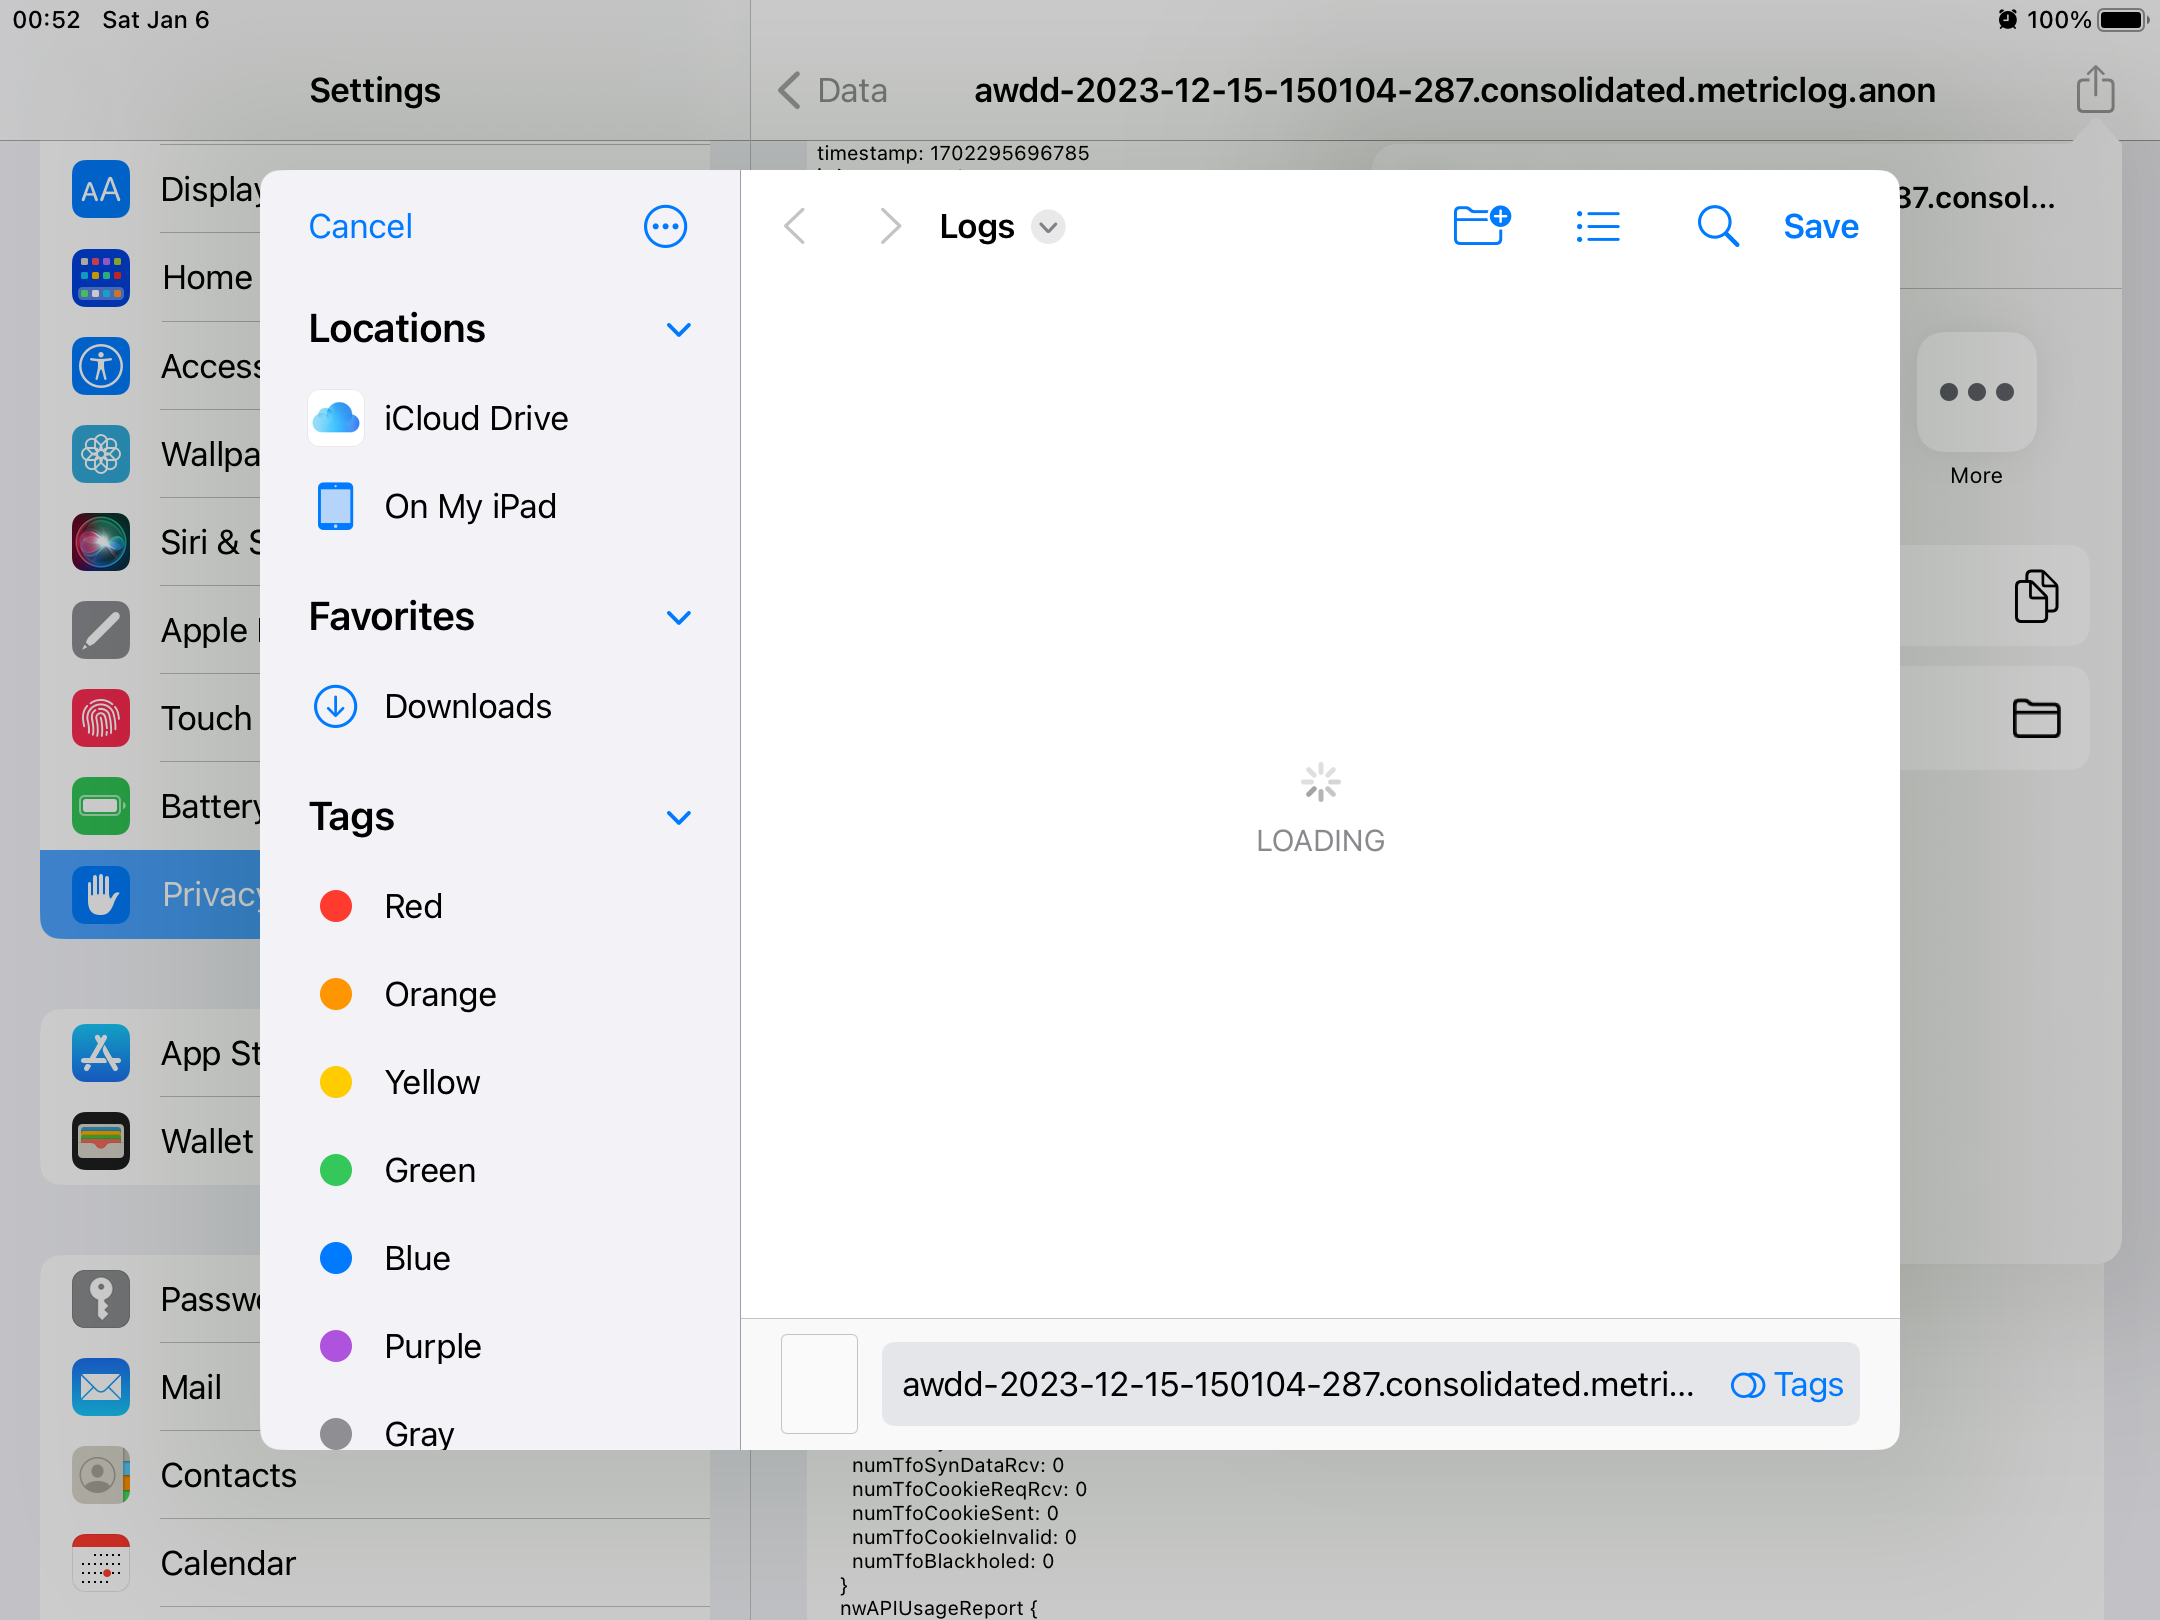 00:52 Sat Jan 6
100%
Settings
Data
awdd-2023-12-15-150104-287.consolidated.metriclog.anon
timestamp: 1702295696785
37.consol...
Display
Home
Access
Wallpa
Siri & S
Apple
Touch
Battery
Privacy
App St
Wallet
Passwo
Mail
Contacts
Calendar
Cancel
Locations
iCloud Drive
On My iPad
Favorites
Downloads
Tags
Red
Orange
Yellow
Green
Blue
Purple
Gray
Logs
Save
LOADING
awdd-2023-12-15-150104-287.consolidated.metri...
Tags
More
numTfoSynDataRcv: 0
numTfoCookieReqRcv: 0
numTfoCookieSent: 0
numTfoCookieInvalid: 0
numTfoBlackholed: 0
}
nwAPIUsageReport {